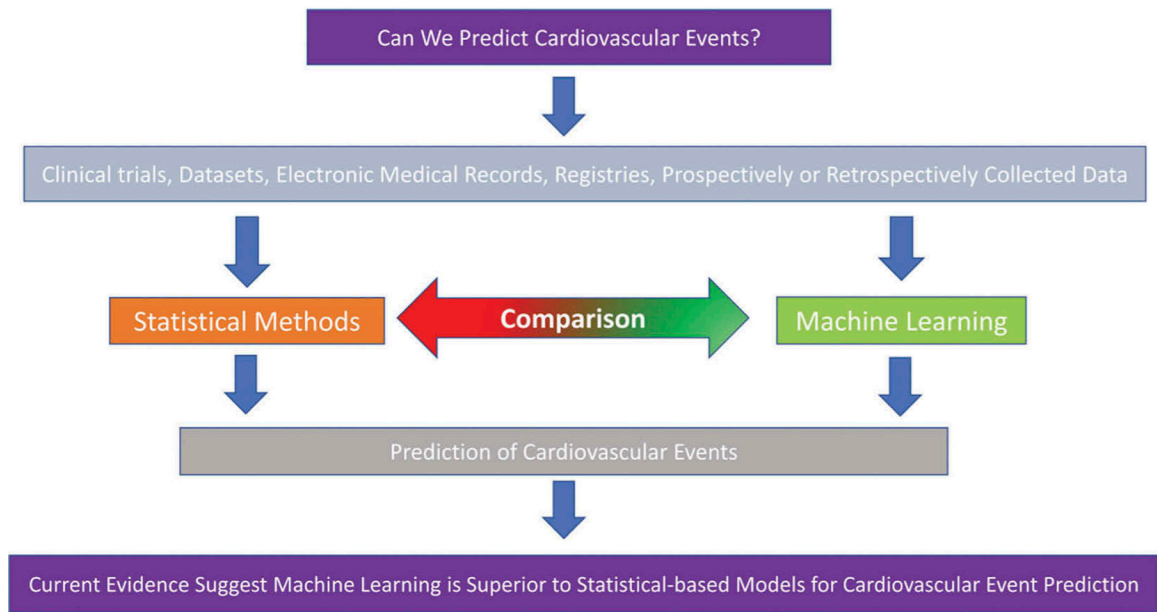 Can We Predict Cardiovascular Events?
Clinical trials, Datasets, Electronic Medical Records, Registries, Prospectively or Retrospectively Collected Data
Statistical Methods
Comparison
Machine Learning
Prediction of Cardiovascular Events
Current Evidence Suggest Machine Learning is Superior to Statistical-based Models for Cardiovascular Event Prediction